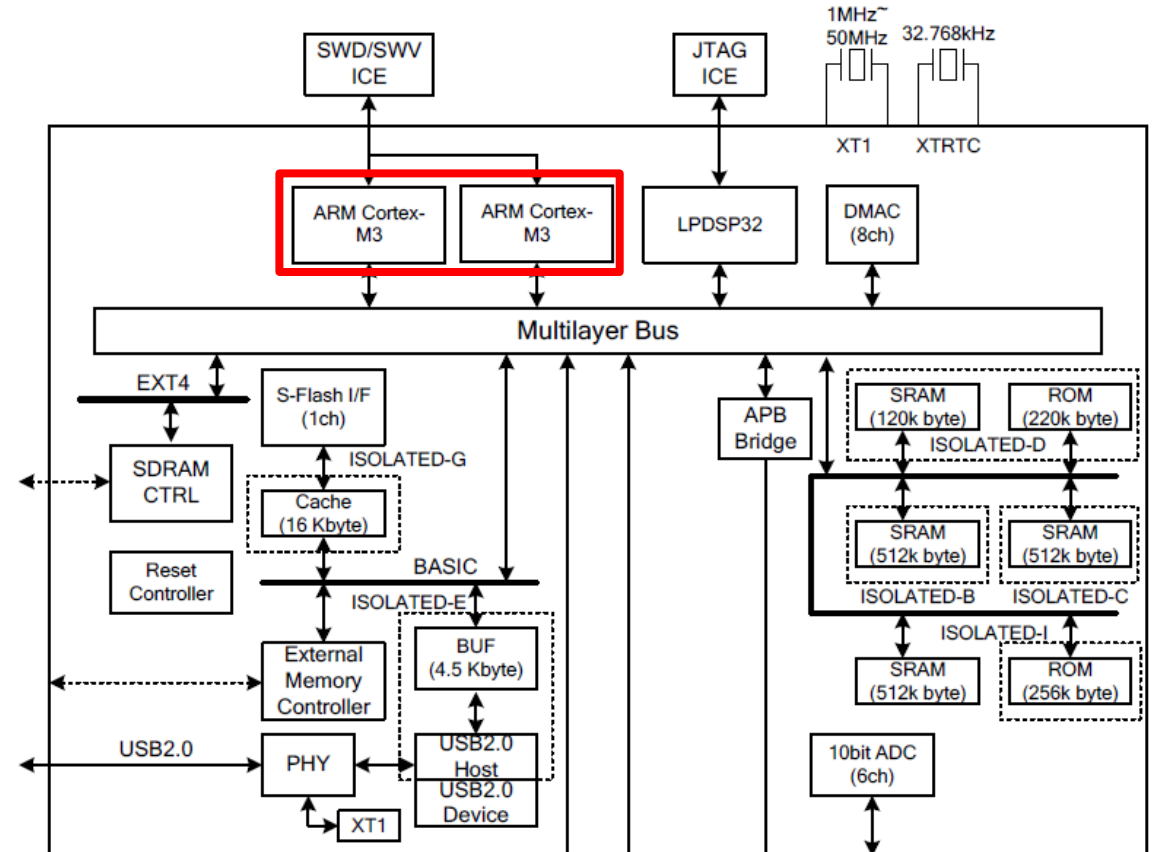 1MHz~
50MHz
32.768kHz
SWD/SWV
ICE
JTAG
ICE
XT1
XTRTC
ARM Cortex-
M3
ARM Cortex-
M3
LPDSP32
DMAC
(8ch)
Multilayer Bus
EXT4
S-Flash I/F
(1ch)
APB
Bridge
SRAM
(120k byte)
ROM
(220k byte)
ISOLATED-D
SDRAM
CTRL
ISOLATED-G
Cache
(16 Kbyte)
SRAM
(512k byte)
SRAM
(512k byte)
Reset
Controller
BASIC
ISOLATED-B
ISOLATED-C
ISOLATED-E
BUF
(4.5 Kbyte)
External
Memory
Controller
ISOLATED-I
SRAM
(512k byte)
ROM
(256k byte)
USB2.0
PHY
USB2.0
Host
USB2.0
Device
XT1
10bit ADC
(6ch)